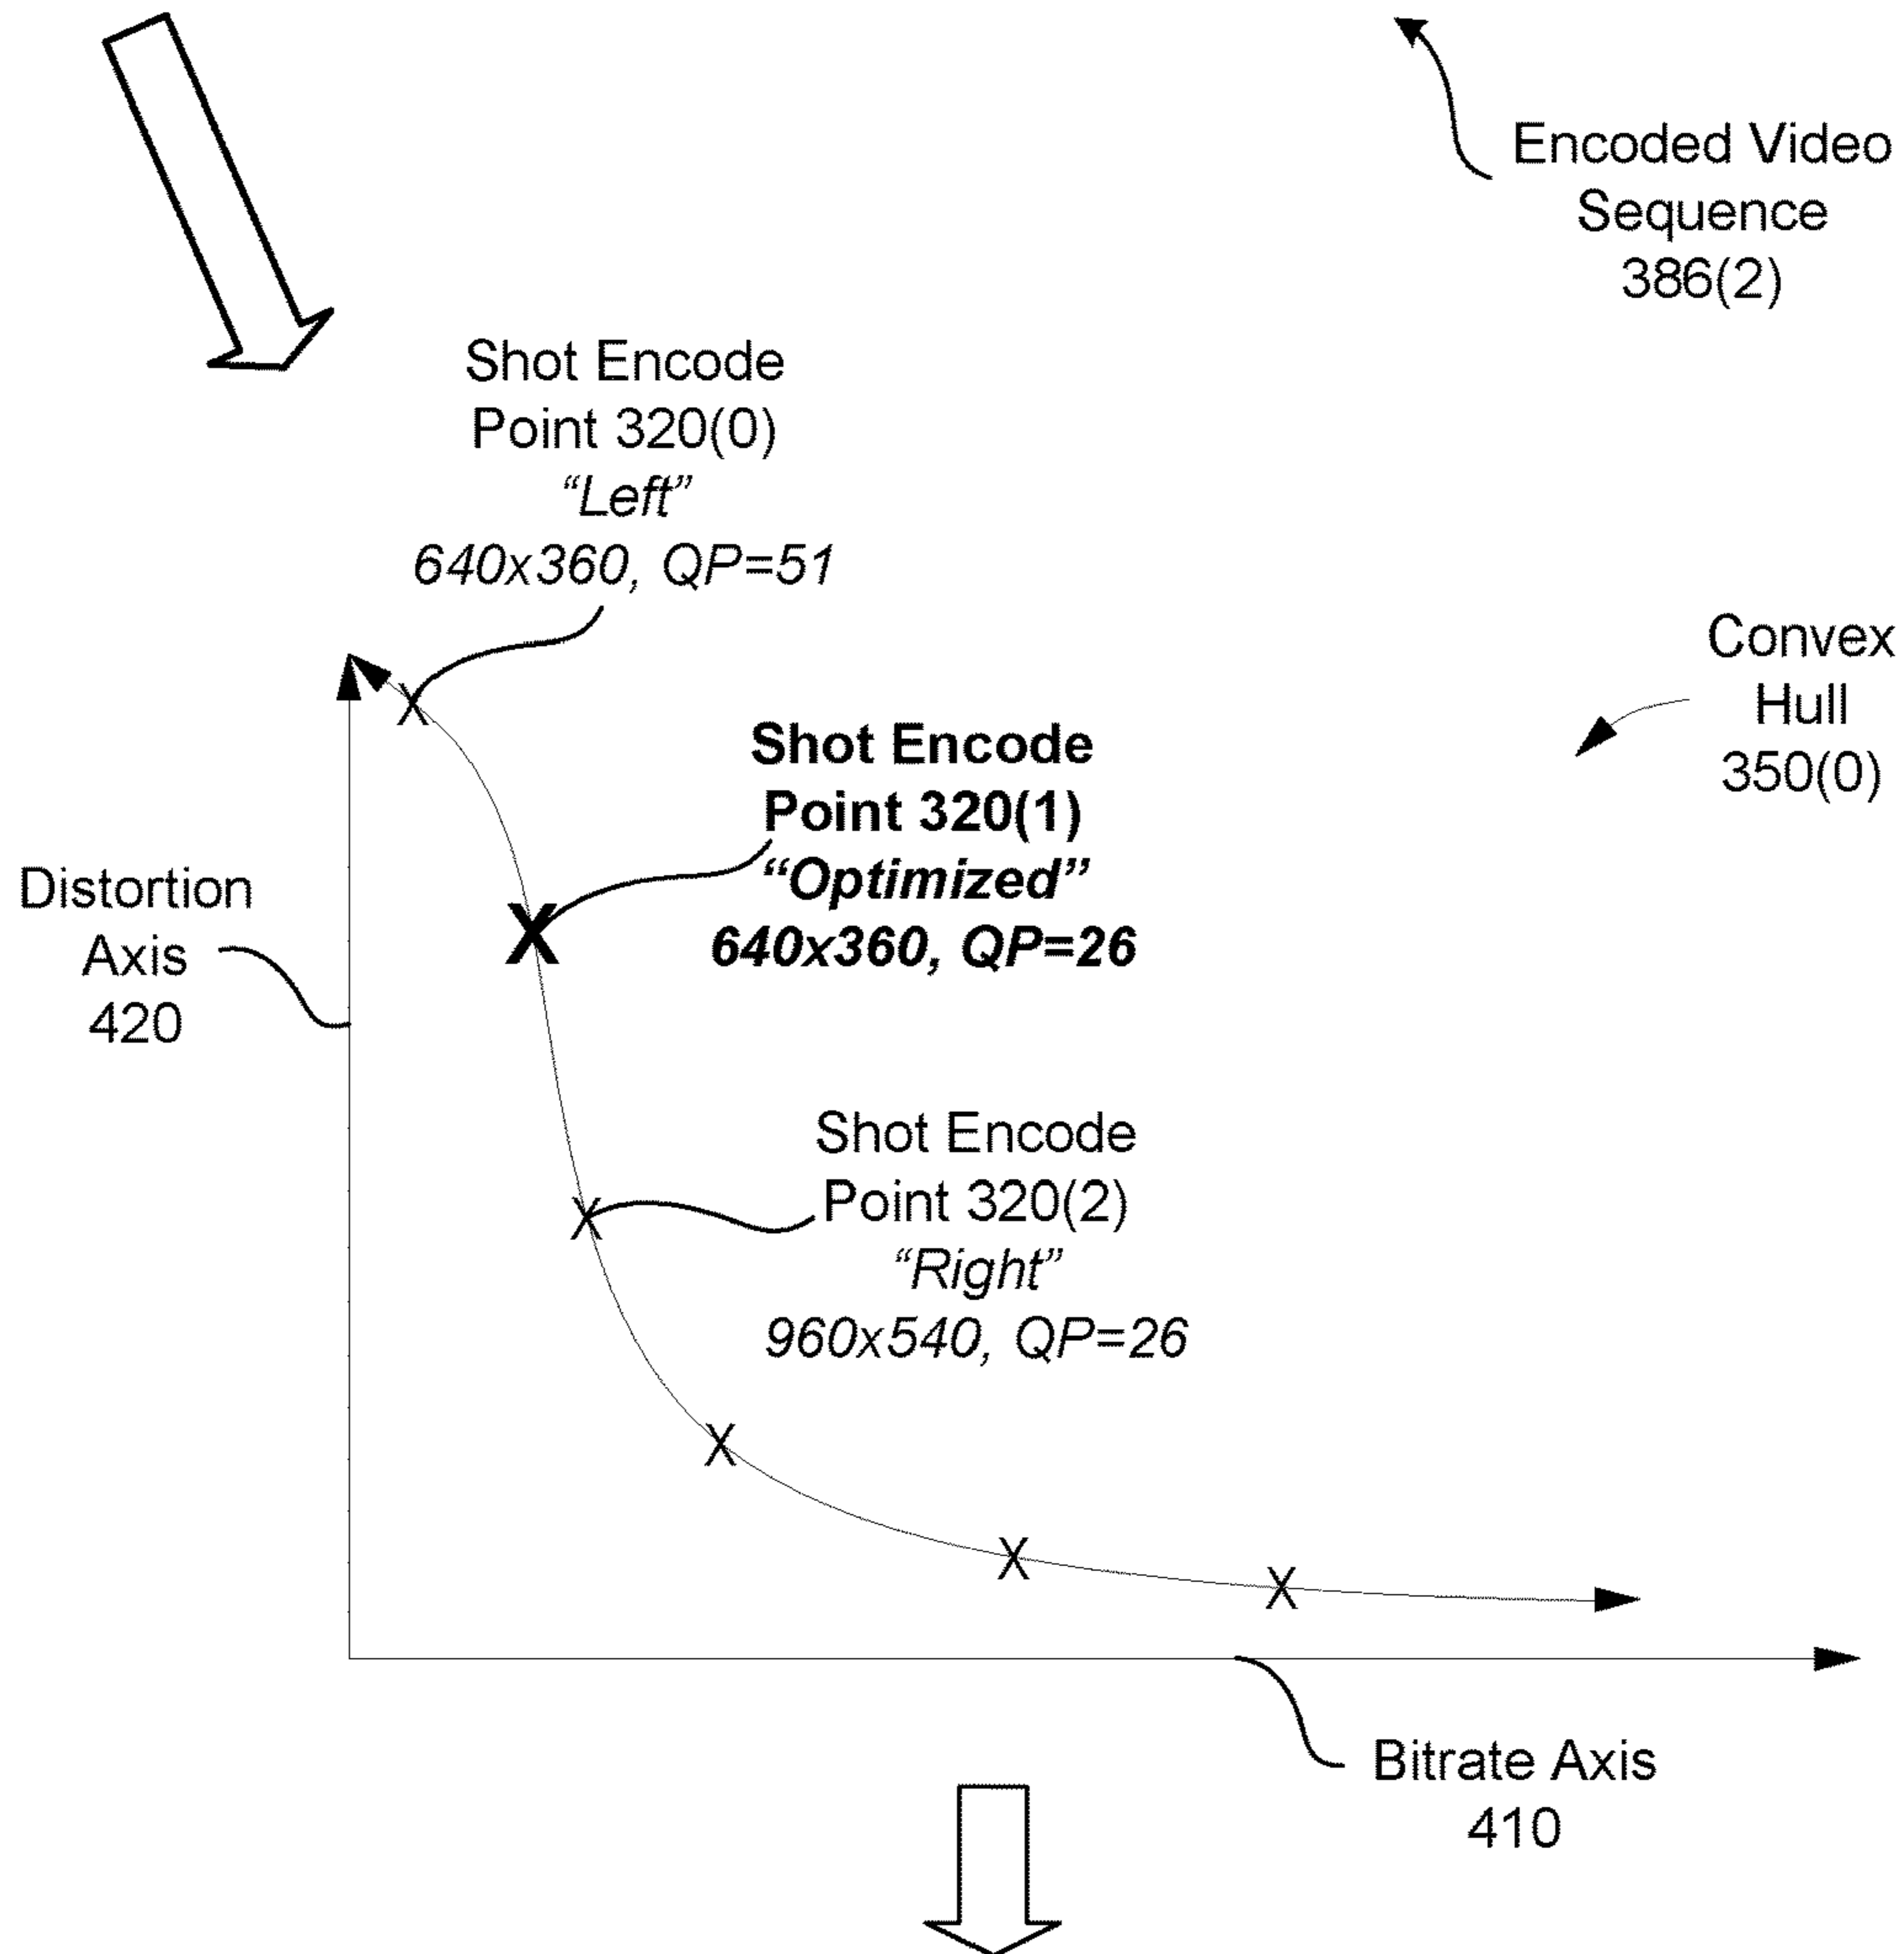 Encoded Video
Sequence
386(2)
Shot Encode
Point 320(0)
“Left”
640x360, QP=51
Convex
Hull
350(0)
Shot Encode
Point 320(1)
“Optimized”
640x360, QP=26
Distortion
Axis
420
Shot Encode
Point 320(2)
“Right”
960x540, QP=26
X
X
X
X
X
X
Bitrate Axis
410